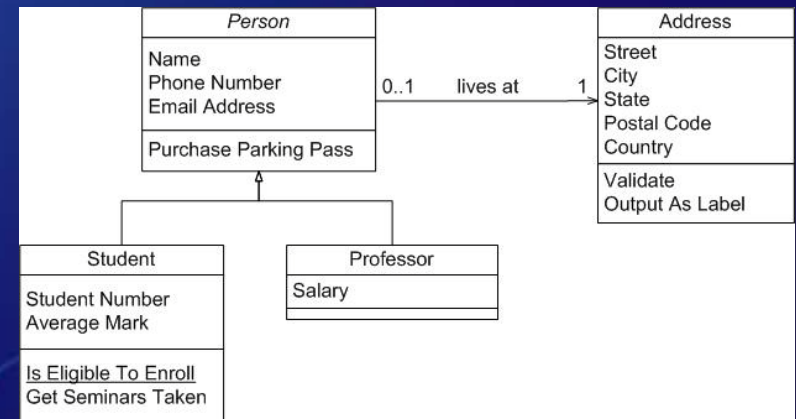 Person
Name
Phone Number
Email Address
Purchase Parking Pass
0..1 lives at 1
Address
Street
City
State
Postal Code
Country
Validate
Output As Label
Student
Student Number
Average Mark
Is Eligible To Enroll
Get Seminars Taken
Professor
Salary